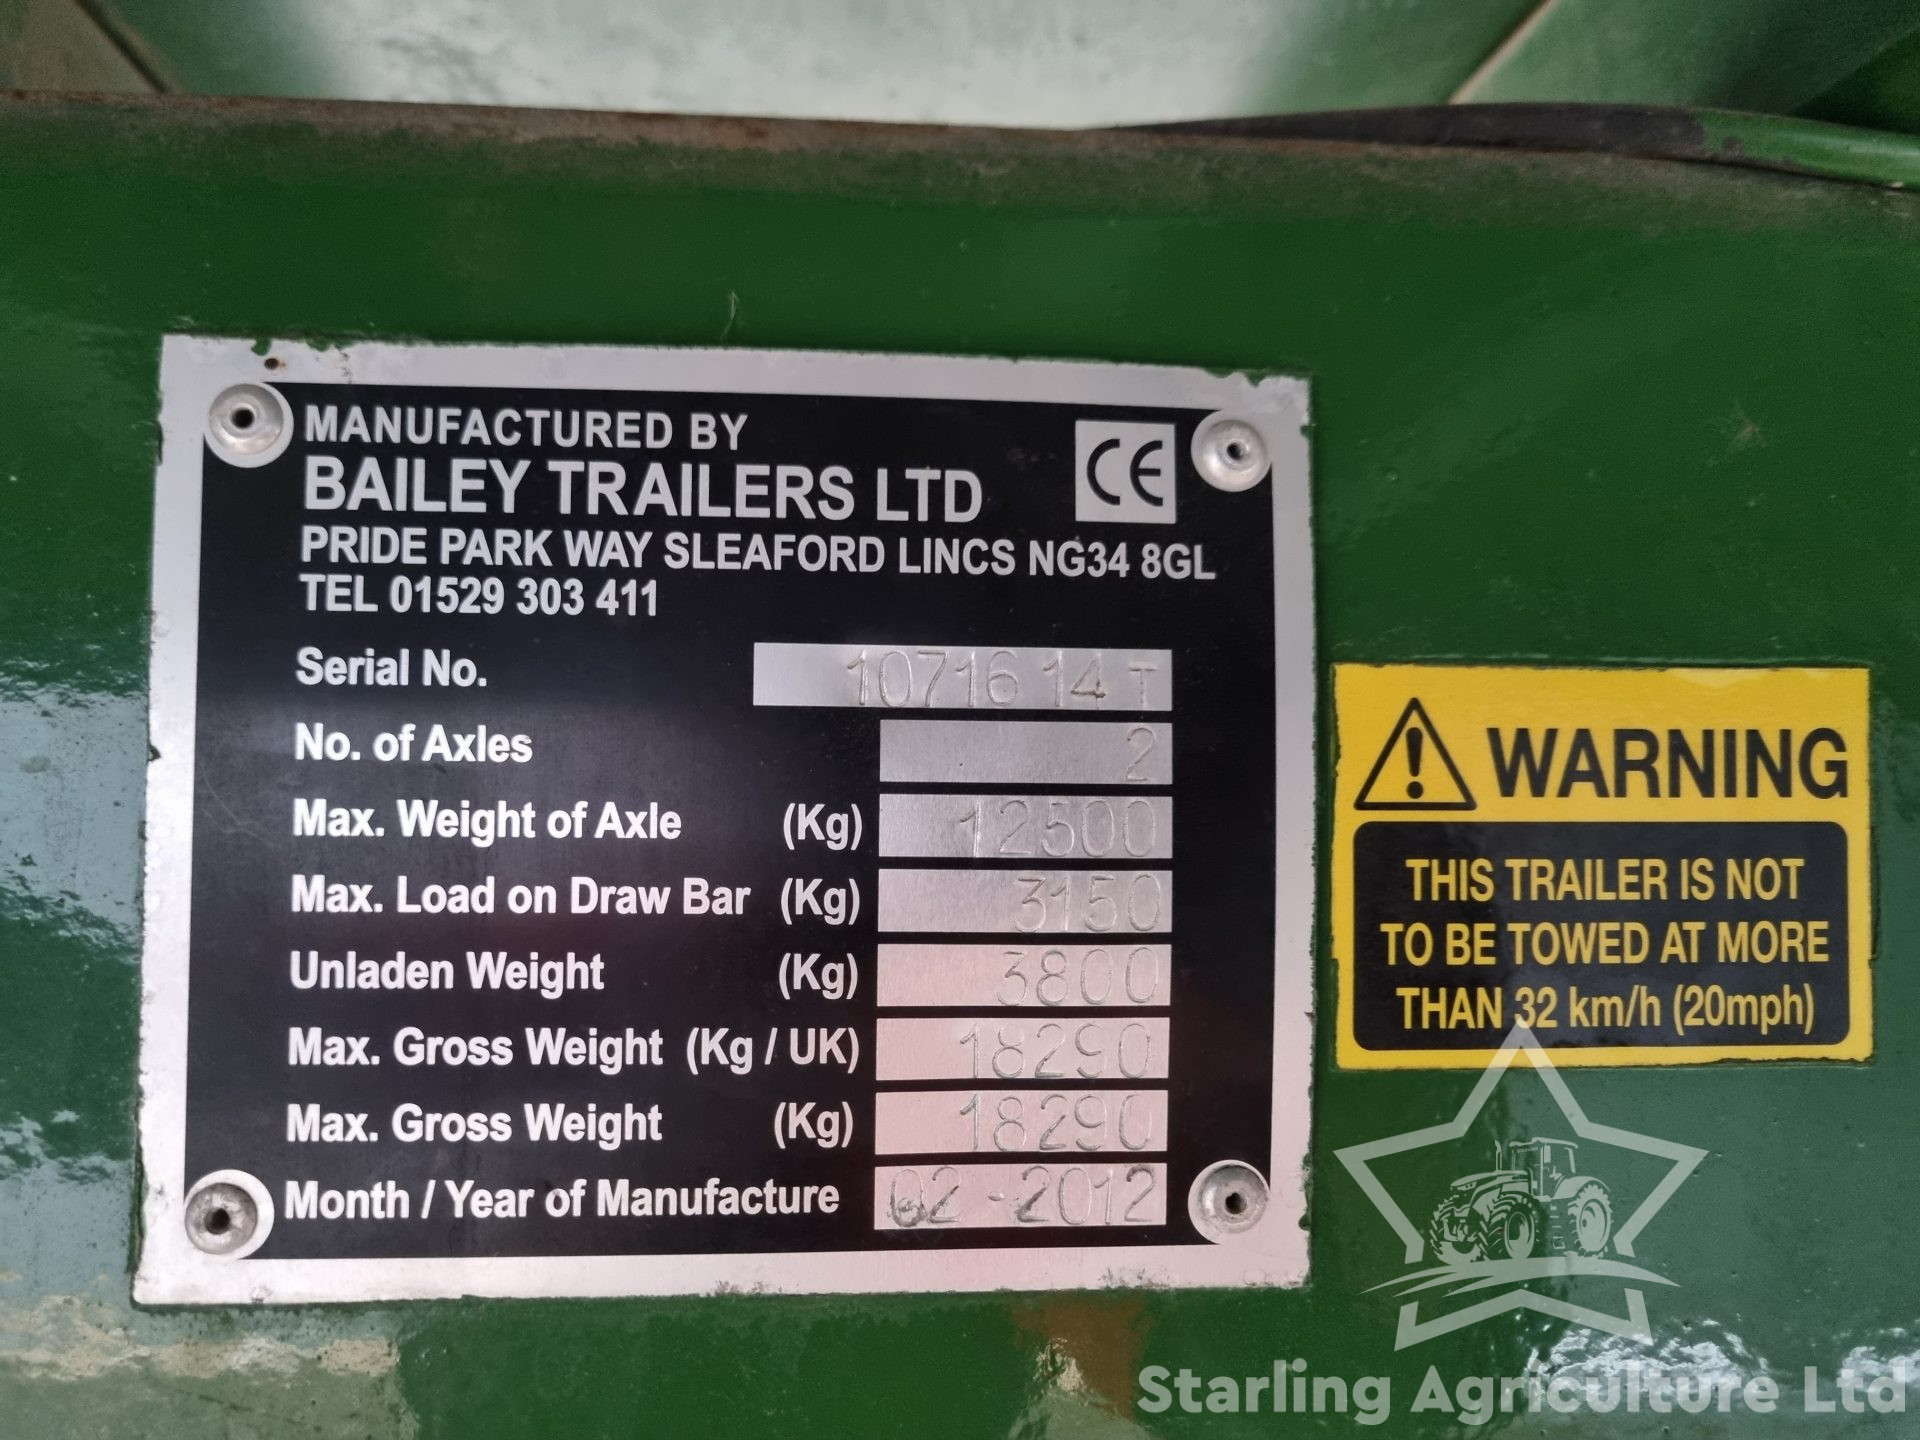 MANUFACTURED BY
BAILEY TRAILERS LTD
CE
PRIDE PARK WAY SLEAFORD LINCS NG34 8GL
TEL 01529 303 411
Serial No. 10716 14 T
No. of Axles 2
Max. Weight of Axle (Kg) 12500
Max. Load on Draw Bar (Kg) 3150
Unladen Weight (Kg) 3800
Max. Gross Weight (Kg / UK) 18290
Max. Gross Weight (Kg) 18290
Month / Year of Manufacture 02-2012
WARNING
THIS TRAILER IS NOT
TO BE TOWED AT MORE
THAN 32 km/h (20mph)
Starling Agriculture Ltd